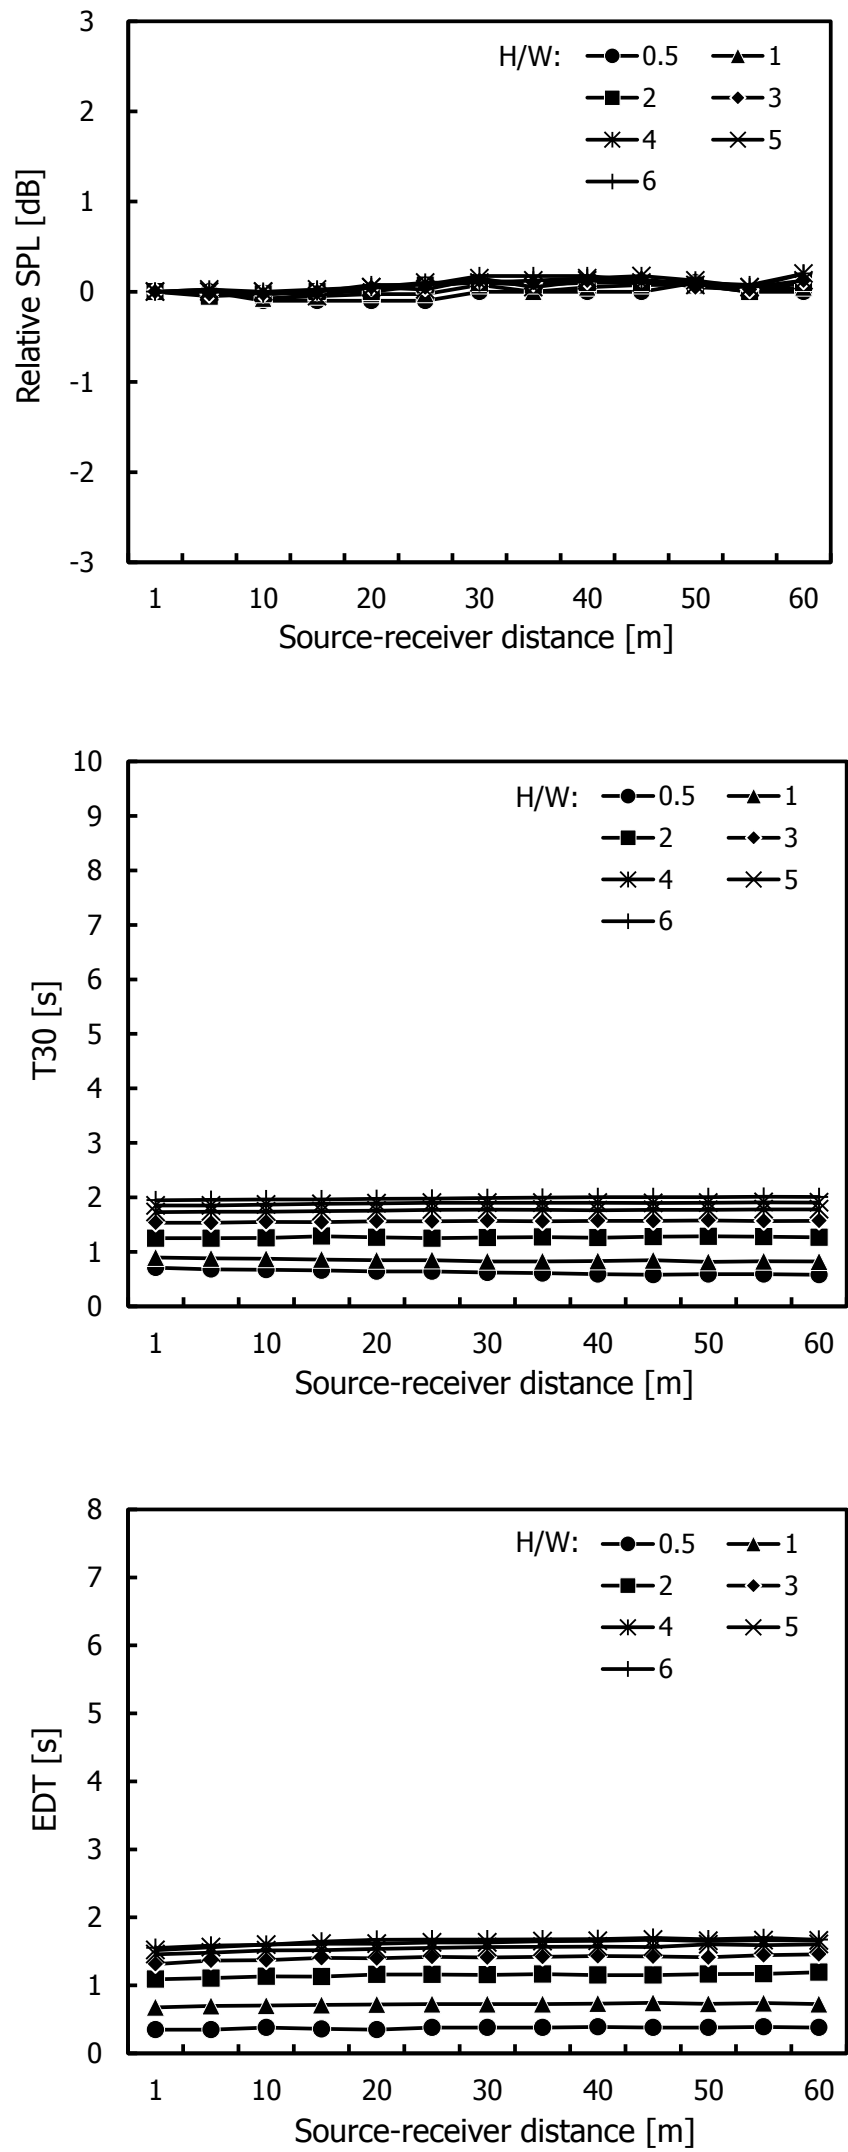 3
H/W: 0.5 1
2 2 3
4 5
1 6
Relative SPL [dB]
0
-1
-2
-3
1 10 20 30 40 50 60
Source-receiver distance [m]
10
H/W: 0.5 1
9
2 3
8
4 5
7 6
6
T30 [s]
5
4
3
2
1
0
1 10 20 30 40 50 60
Source-receiver distance [m]
8
H/W: 0.5 1
7 2 3
4 5
6 6
5
EDT [s]
4
3
2
1
0
1 10 20 30 40 50 60
Source-receiver distance [m]